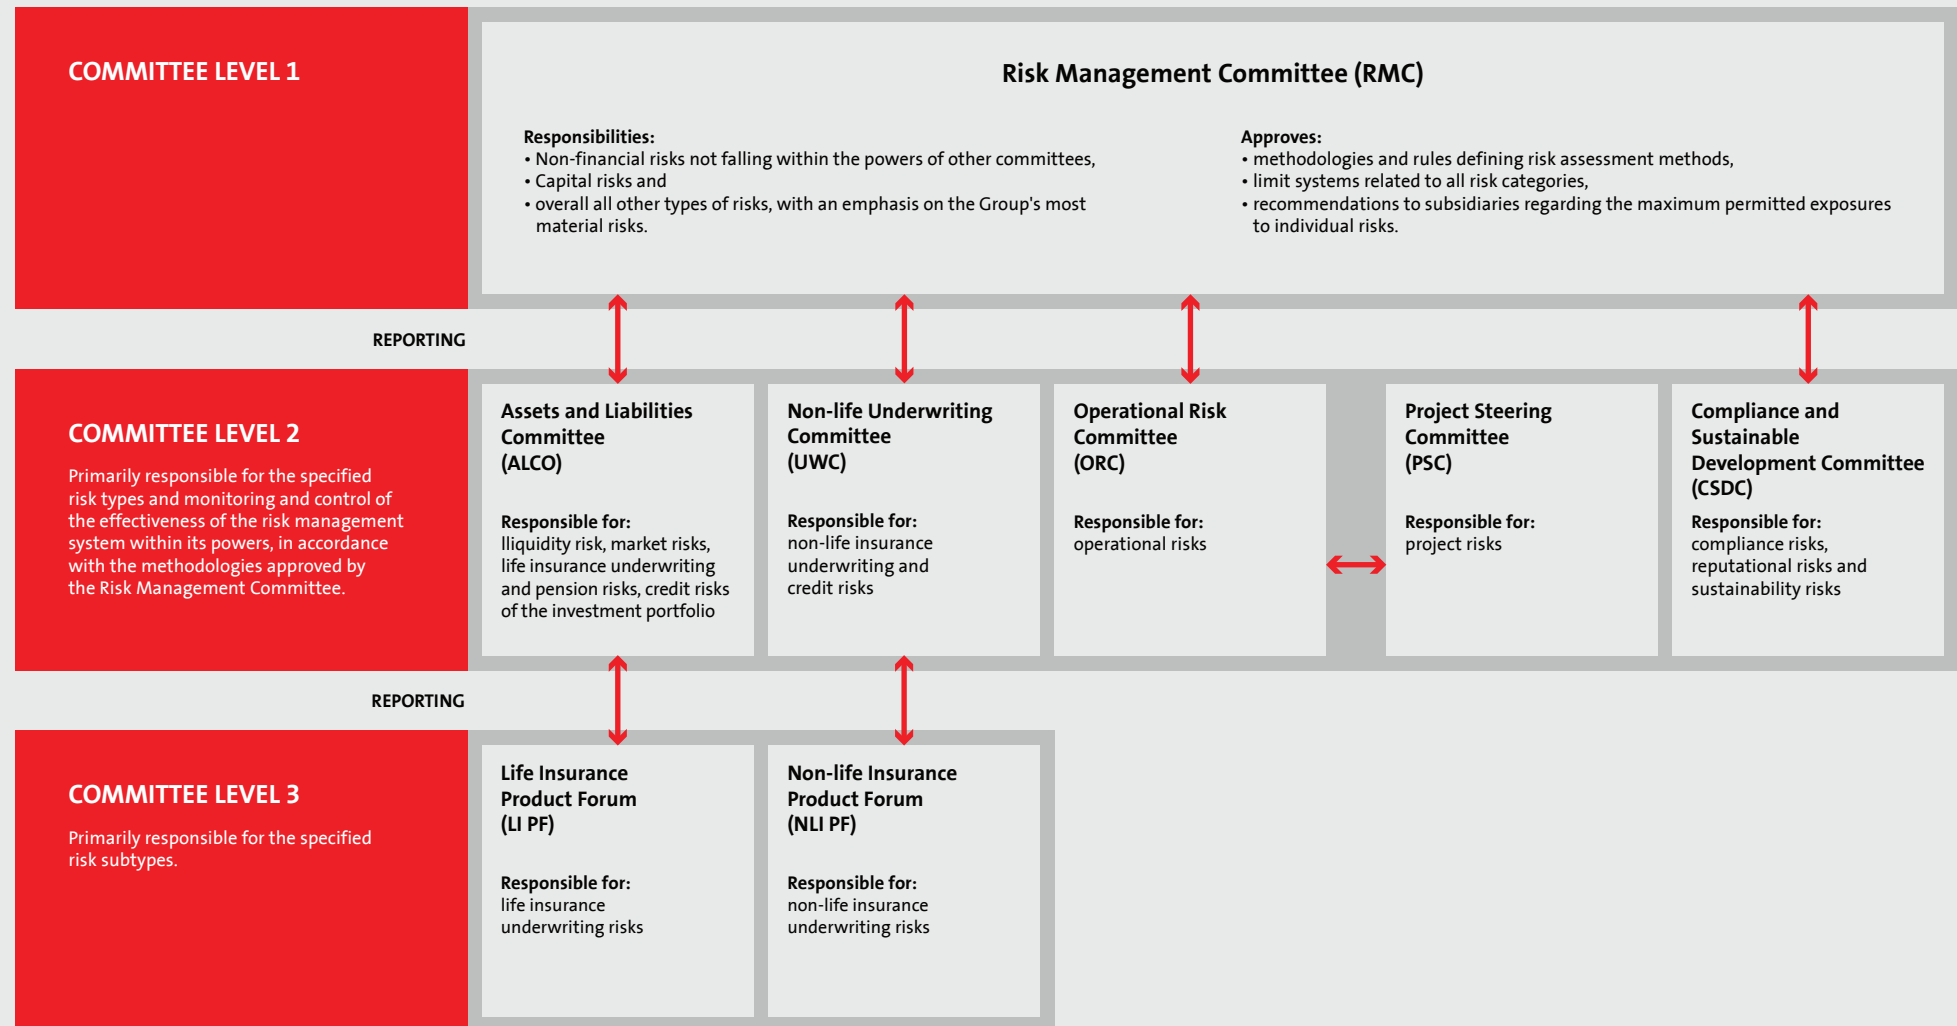 COMMITTEE LEVEL 1
Risk Management Committee (RMC)
Responsibilities:
• Non-financial risks not falling within the powers of other committees,
• Capital risks and
• overall all other types of risks, with an emphasis on the Group's most
material risks.
Approves:
• methodologies and rules defining risk assessment methods,
• limit systems related to all risk categories,
• recommendations to subsidiaries regarding the maximum permitted exposures
to individual risks.
REPORTING
COMMITTEE LEVEL 2
Primarily responsible for the specified
risk types and monitoring and control of
the effectiveness of the risk management
system within its powers, in accordance
with the methodologies approved by
the Risk Management Committee.
Assets and Liabilities
Committee
(ALCO)
Responsible for:
lliquidity risk, market risks,
life insurance underwriting
and pension risks, credit risks
of the investment portfolio
Non-life Underwriting
Committee
(UWC)
Responsible for:
non-life insurance
underwriting and
credit risks
Operational Risk
Committee
(ORC)
Responsible for:
operational risks
Project Steering
Committee
(PSC)
Responsible for:
project risks
Compliance and
Sustainable
Development Committee
(CSDC)
Responsible for:
compliance risks,
reputational risks and
sustainability risks
REPORTING
COMMITTEE LEVEL 3
Primarily responsible for the specified
risk subtypes.
Life Insurance
Product Forum
(LI PF)
Responsible for:
life insurance
underwriting risks
Non-life Insurance
Product Forum
(NLI PF)
Responsible for:
non-life insurance
underwriting risks